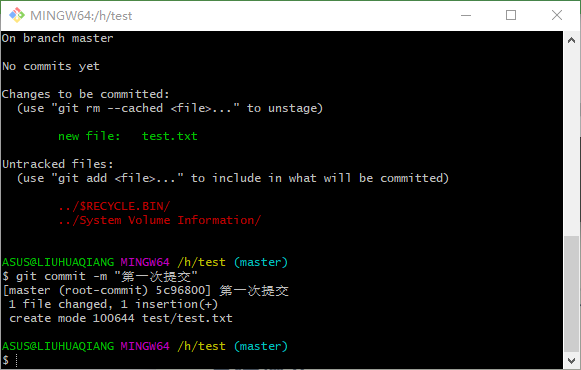 MINGW64:/h/test
On branch master
No commits yet
Changes to be committed:
(use "git rm --cached <file>..." to unstage)
new file:   test.txt
Untracked files:
(use "git add <file>..." to include in what will be committed)
../$RECYCLE.BIN/
../System Volume Information/
ASUS@LIUHUAQIANG MINGW64 /h/test (master)
$ git commit -m "第一次提交"
[master (root-commit) 5c96800] 第一次提交
1 file changed, 1 insertion(+)
create mode 100644 test/test.txt
ASUS@LIUHUAQIANG MINGW64 /h/test (master)
$